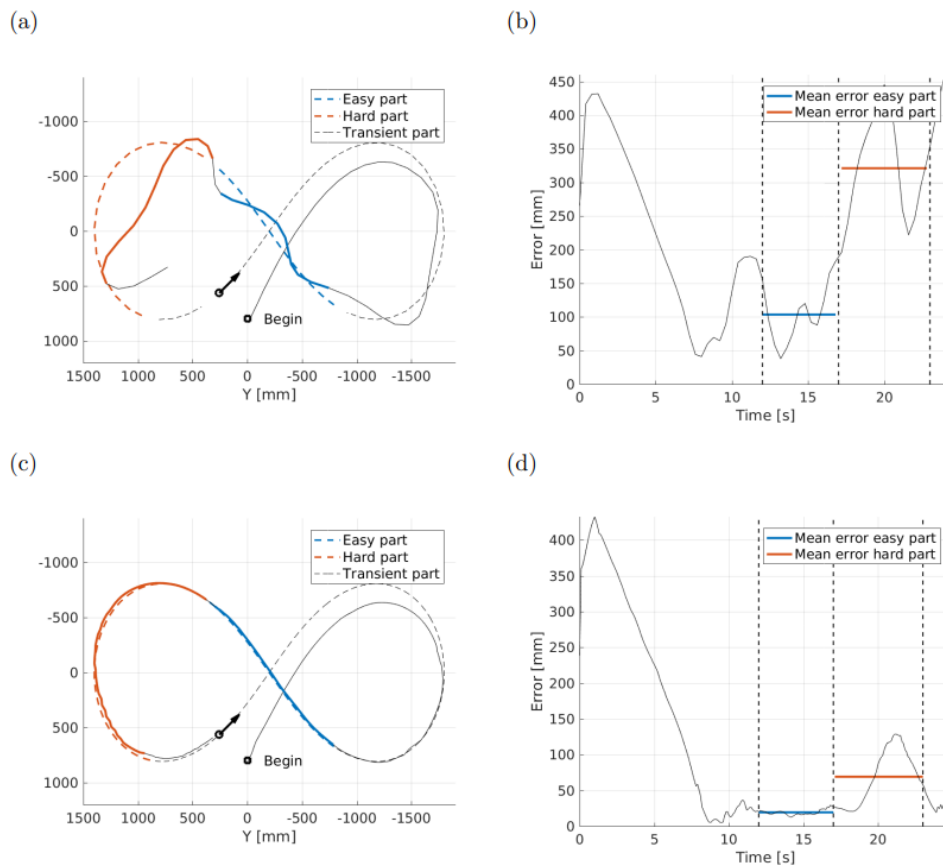 (a)
-1000
-500
0
500
1000
1500 1000 500 0 -500 -1000 -1500
Y [mm]
Easy part
Hard part
Transient part
Begin
(b)
450
400
350
300
250
200
150
100
50
0
Error [mm]
0 5 10 15 20
Time [s]
Mean error easy part
Mean error hard part
(c)
-1000
-500
0
500
1000
1500 1000 500 0 -500 -1000 -1500
Y [mm]
Easy part
Hard part
Transient part
Begin
(d)
400
350
300
250
200
150
100
50
0
Error [mm]
0 5 10 15 20
Time [s]
Mean error easy part
Mean error hard part